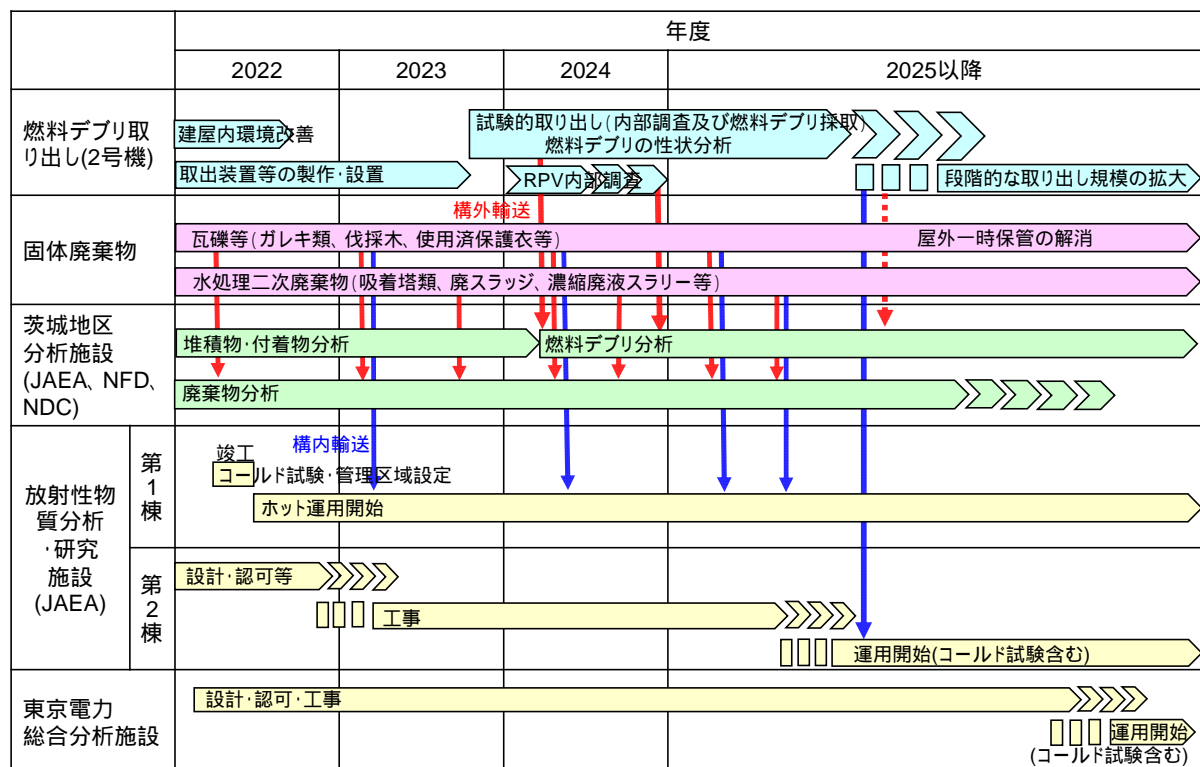 年度
2022
2023
2024
2025以降
燃料デブリ取
り出し(2号機)
建屋内環境改善
取出装置等の製作・設置
試験的取り出し(内部調査及び燃料デブリ採取)
燃料デブリの性状分析
RPV内部調査
段階的な取り出し規模の拡大
構外輸送
固体廃棄物
瓦礫等(ガレキ類、伐採木、使用済保護衣等)
屋外一時保管の解消
水処理二次廃棄物(吸着塔類、廃スラッジ、濃縮廃液スラリー等)
茨城地区
分析施設
(JAEA、NFD、
NDC)
堆積物・付着物分析
燃料デブリ分析
廃棄物分析
放射性物
質分析
・研究
施設
(JAEA)
第
1
棟
竣工
構内輸送
コールド試験・管理区域設定
ホット運用開始
第
2
棟
設計・認可等
工事
運用開始(コールド試験含む)
東京電力
総合分析施設
設計・認可・工事
運用開始
(コールド試験含む)